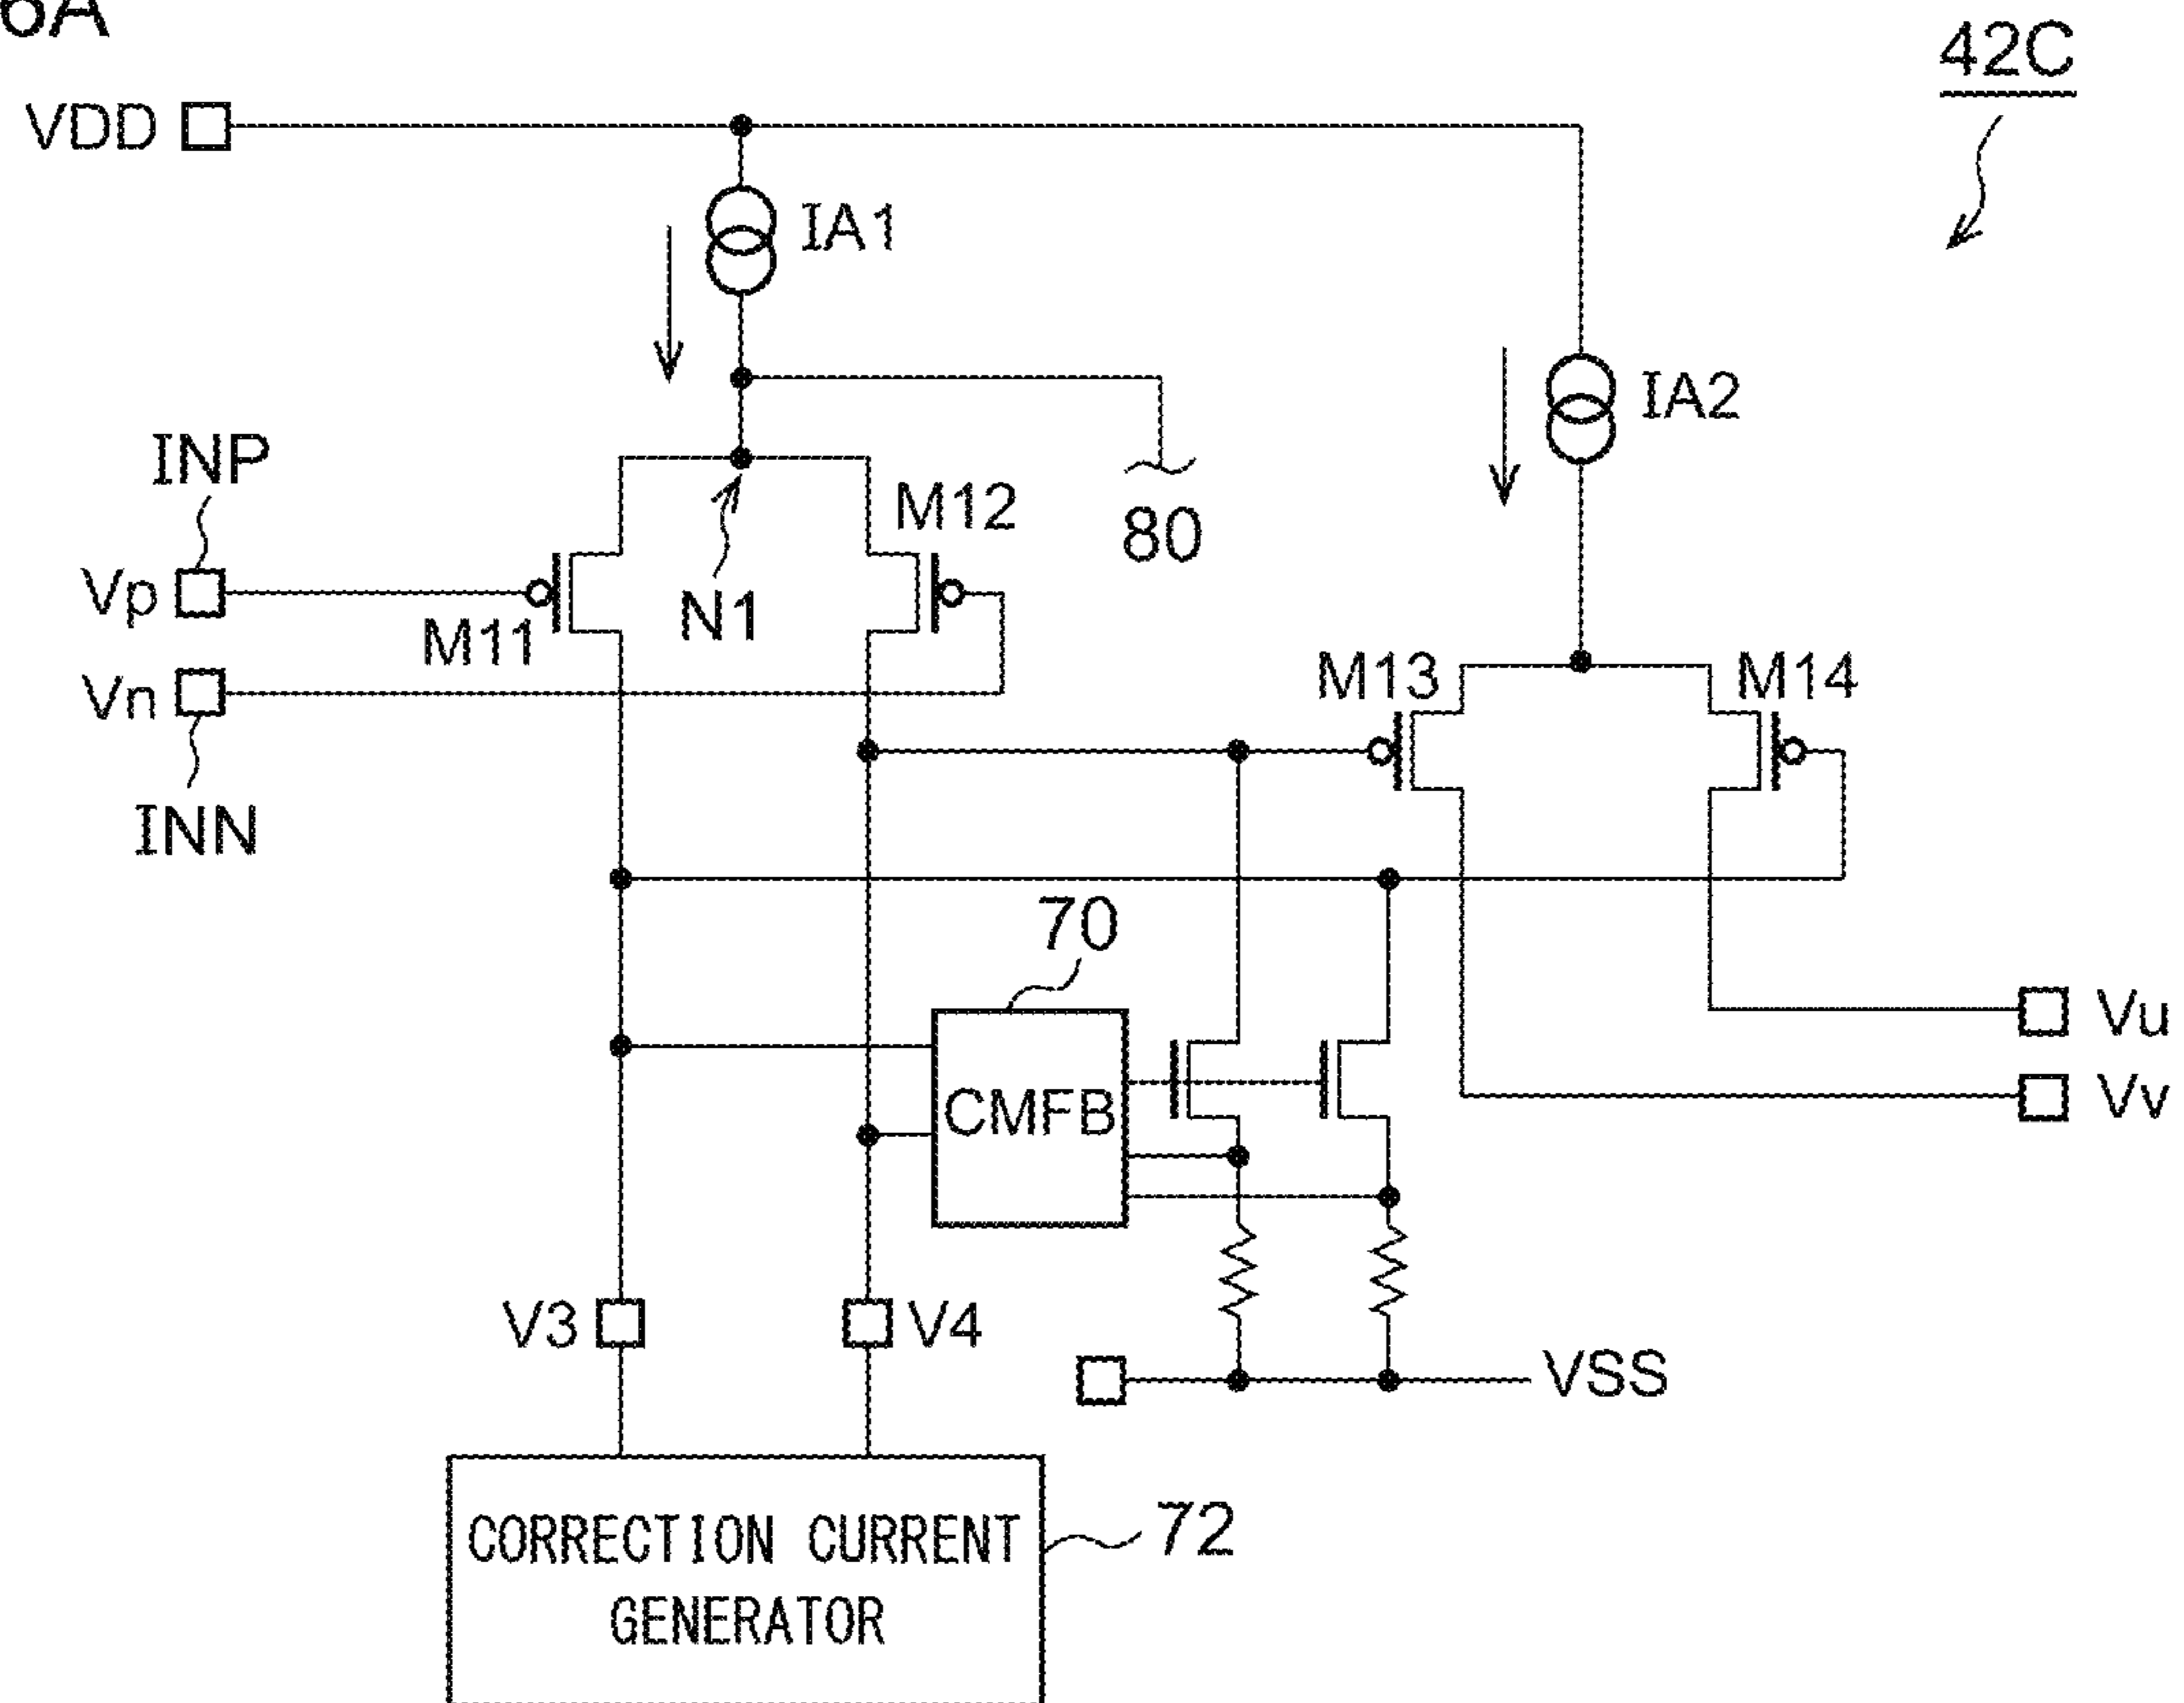 6A
42C
VDD
IA1
IA2
INP
M12
80
Vp
M11
N1
Vn
M13
M14
INN
70
Vu
CMFB
Vv
V3
V4
VSS
CORRECTION CURRENT
GENERATOR
72